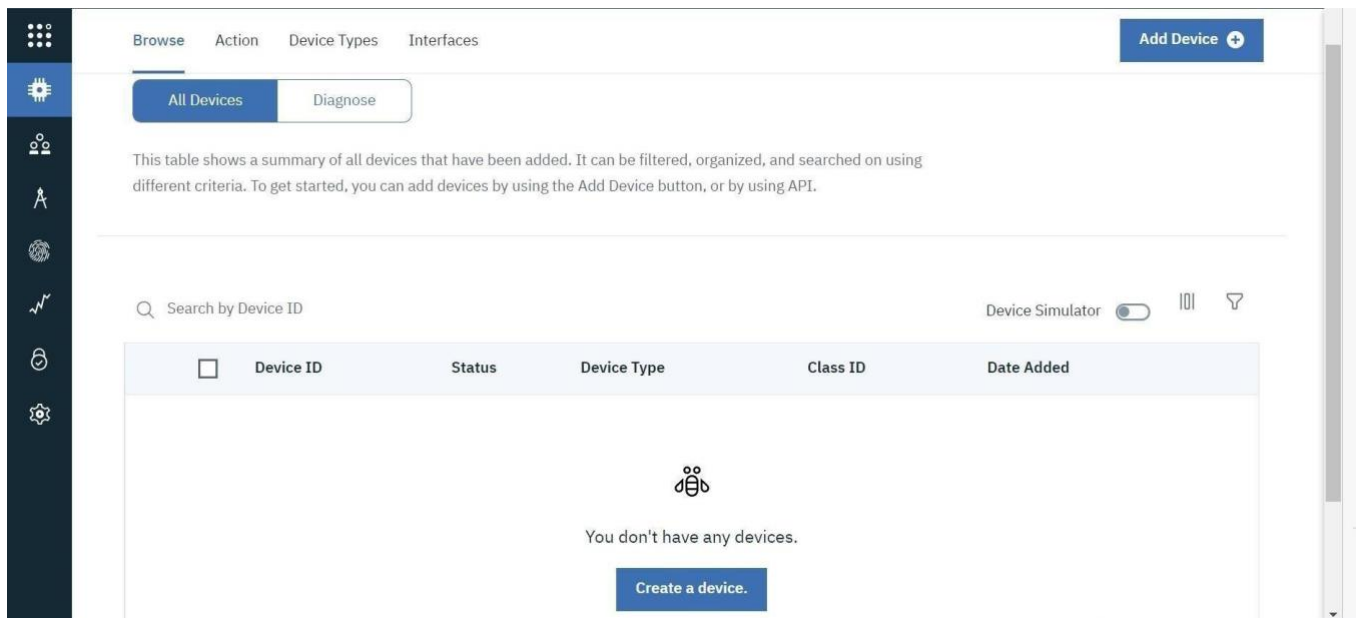 Browse Action Device Types Interfaces Add Device
All Devices Diagnose
This table shows a summary of all devices that have been added. It can be filtered, organized, and searched on using
different criteria. To get started, you can add devices by using the Add Device button, or by using API.
Search by Device ID Device Simulator
Device ID Status Device Type Class ID Date Added
You don't have any devices.
Create a device.